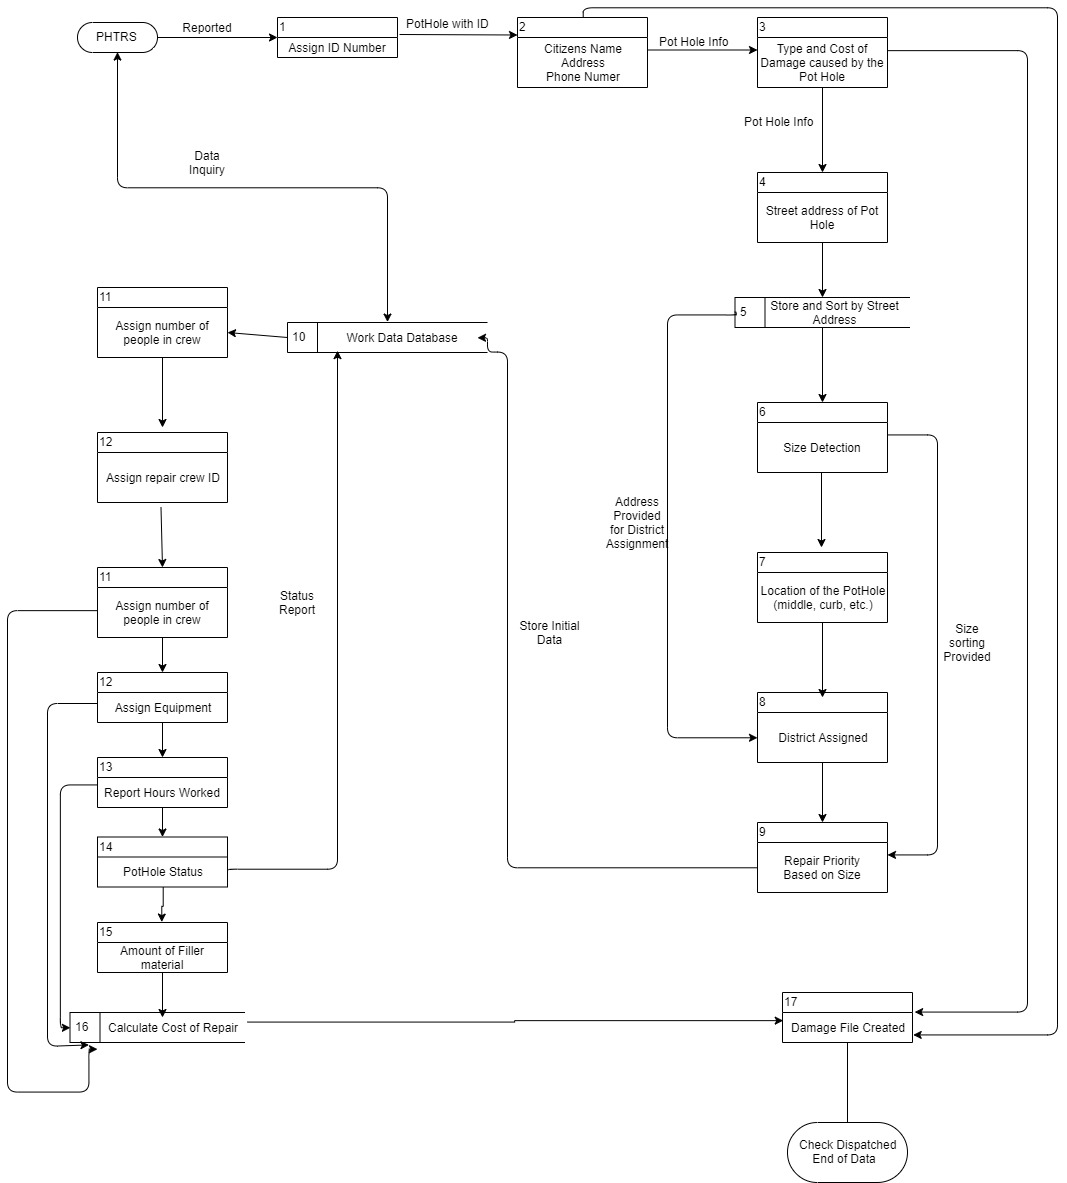 PHTRS
Reported
1
Assign ID Number
PotHole with ID
2
Citizens Name
Address
Phone Numer
Pot Hole Info
3
Type and Cost of
Damage caused by the
Pot Hole
Pot Hole Info
4
Street address of Pot
Hole
5
Store and Sort by Street
Address
6
Size Detection
Address
Provided
for District
Assignment
7
Location of the PotHole
(middle, curb, etc.)
Size
sorting
Provided
8
District Assigned
9
Repair Priority
Based on Size
Store Initial
Data
Data
Inquiry
10
Work Data Database
11
Assign number of
people in crew
12
Assign repair crew ID
11
Assign number of
people in crew
Status
Report
12
Assign Equipment
13
Report Hours Worked
14
PotHole Status
15
Amount of Filler
material
16
Calculate Cost of Repair
17
Damage File Created
Check Dispatched
End of Data